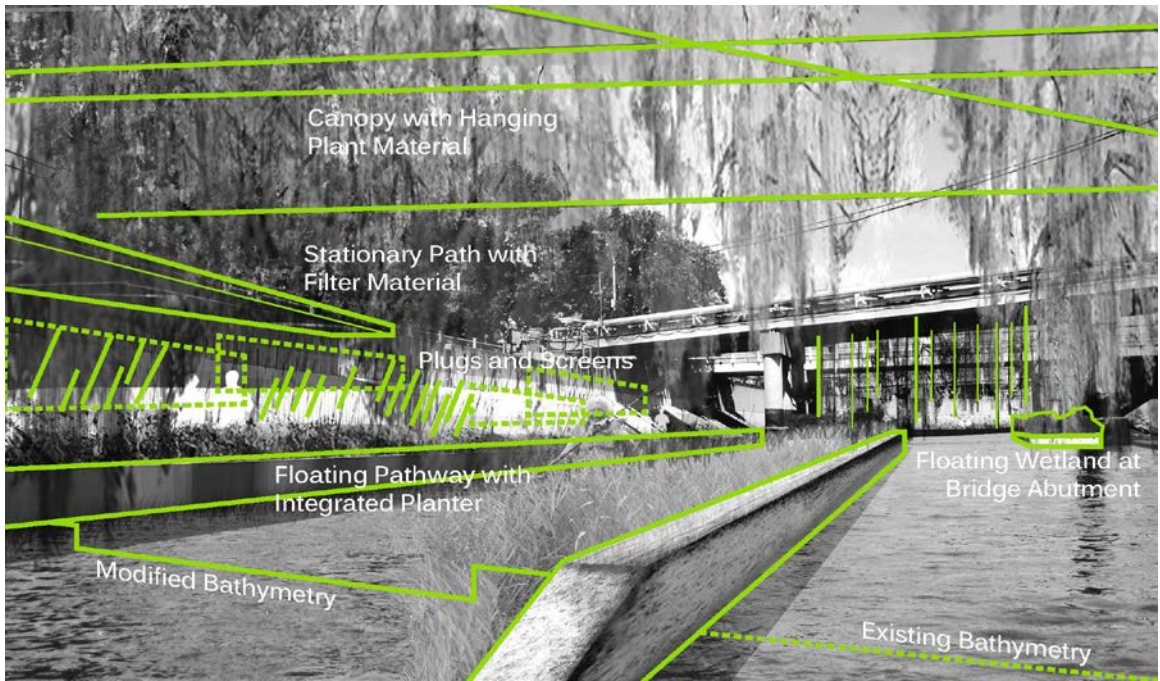 Canopy with Hanging
Plant Material
Stationary Path with
Filter Material
Plugs and Screens
Floating Pathway with
Integrated Planter
Floating Wetland at
Bridge Abutment
Modified Bathymetry
Existing Bathymetry